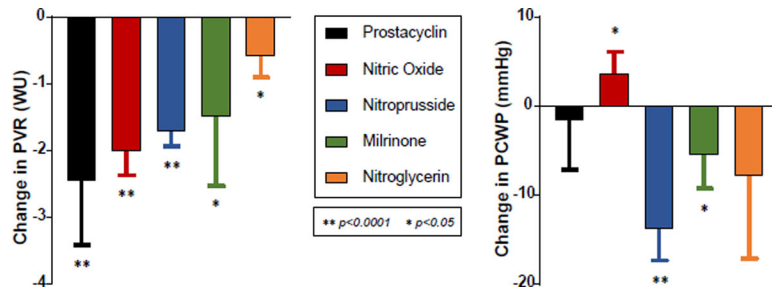 Change in PVR (WU)
0
-1
-2
-3
-4
**
**
**
*
*
Prostacyclin
Nitric Oxide
Nitroprusside
Milrinone
Nitroglycerin
** p<0.0001 * p<0.05
Change in PCWP (mmHg)
10
0
-10
-20
*
**
*